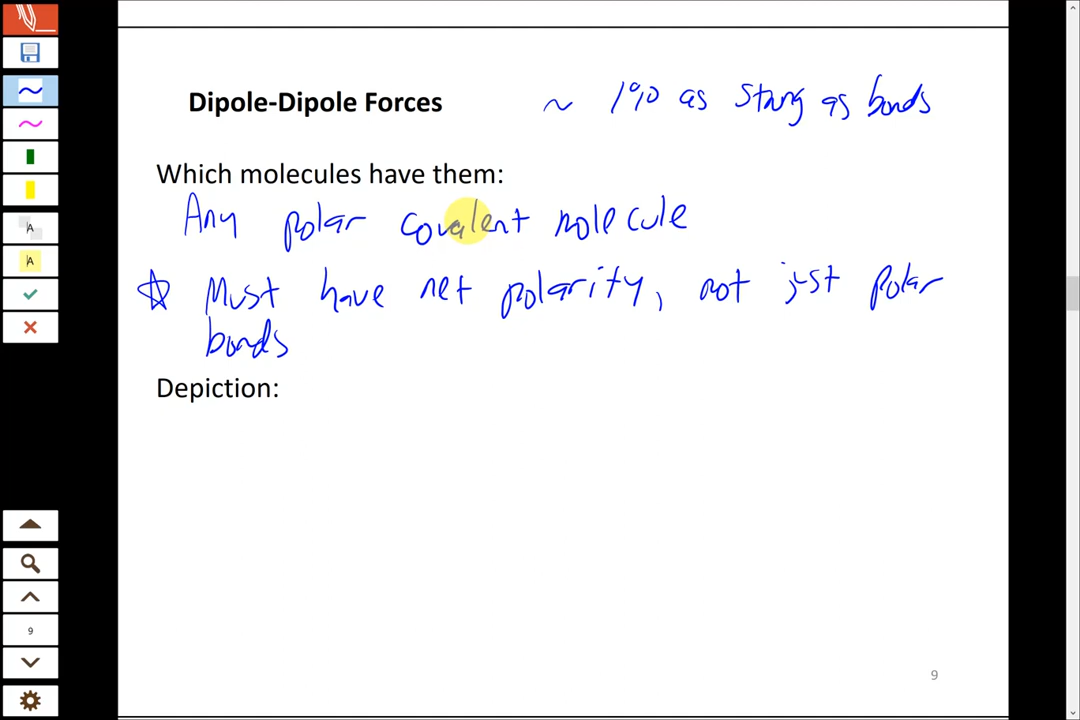 Dipole-Dipole Forces ~ 1% as strong as bonds
Which molecules have them:
Any polar covalent molecule
☆ Must have net polarity, not just polar
bonds
Depiction:
A
A
9
9